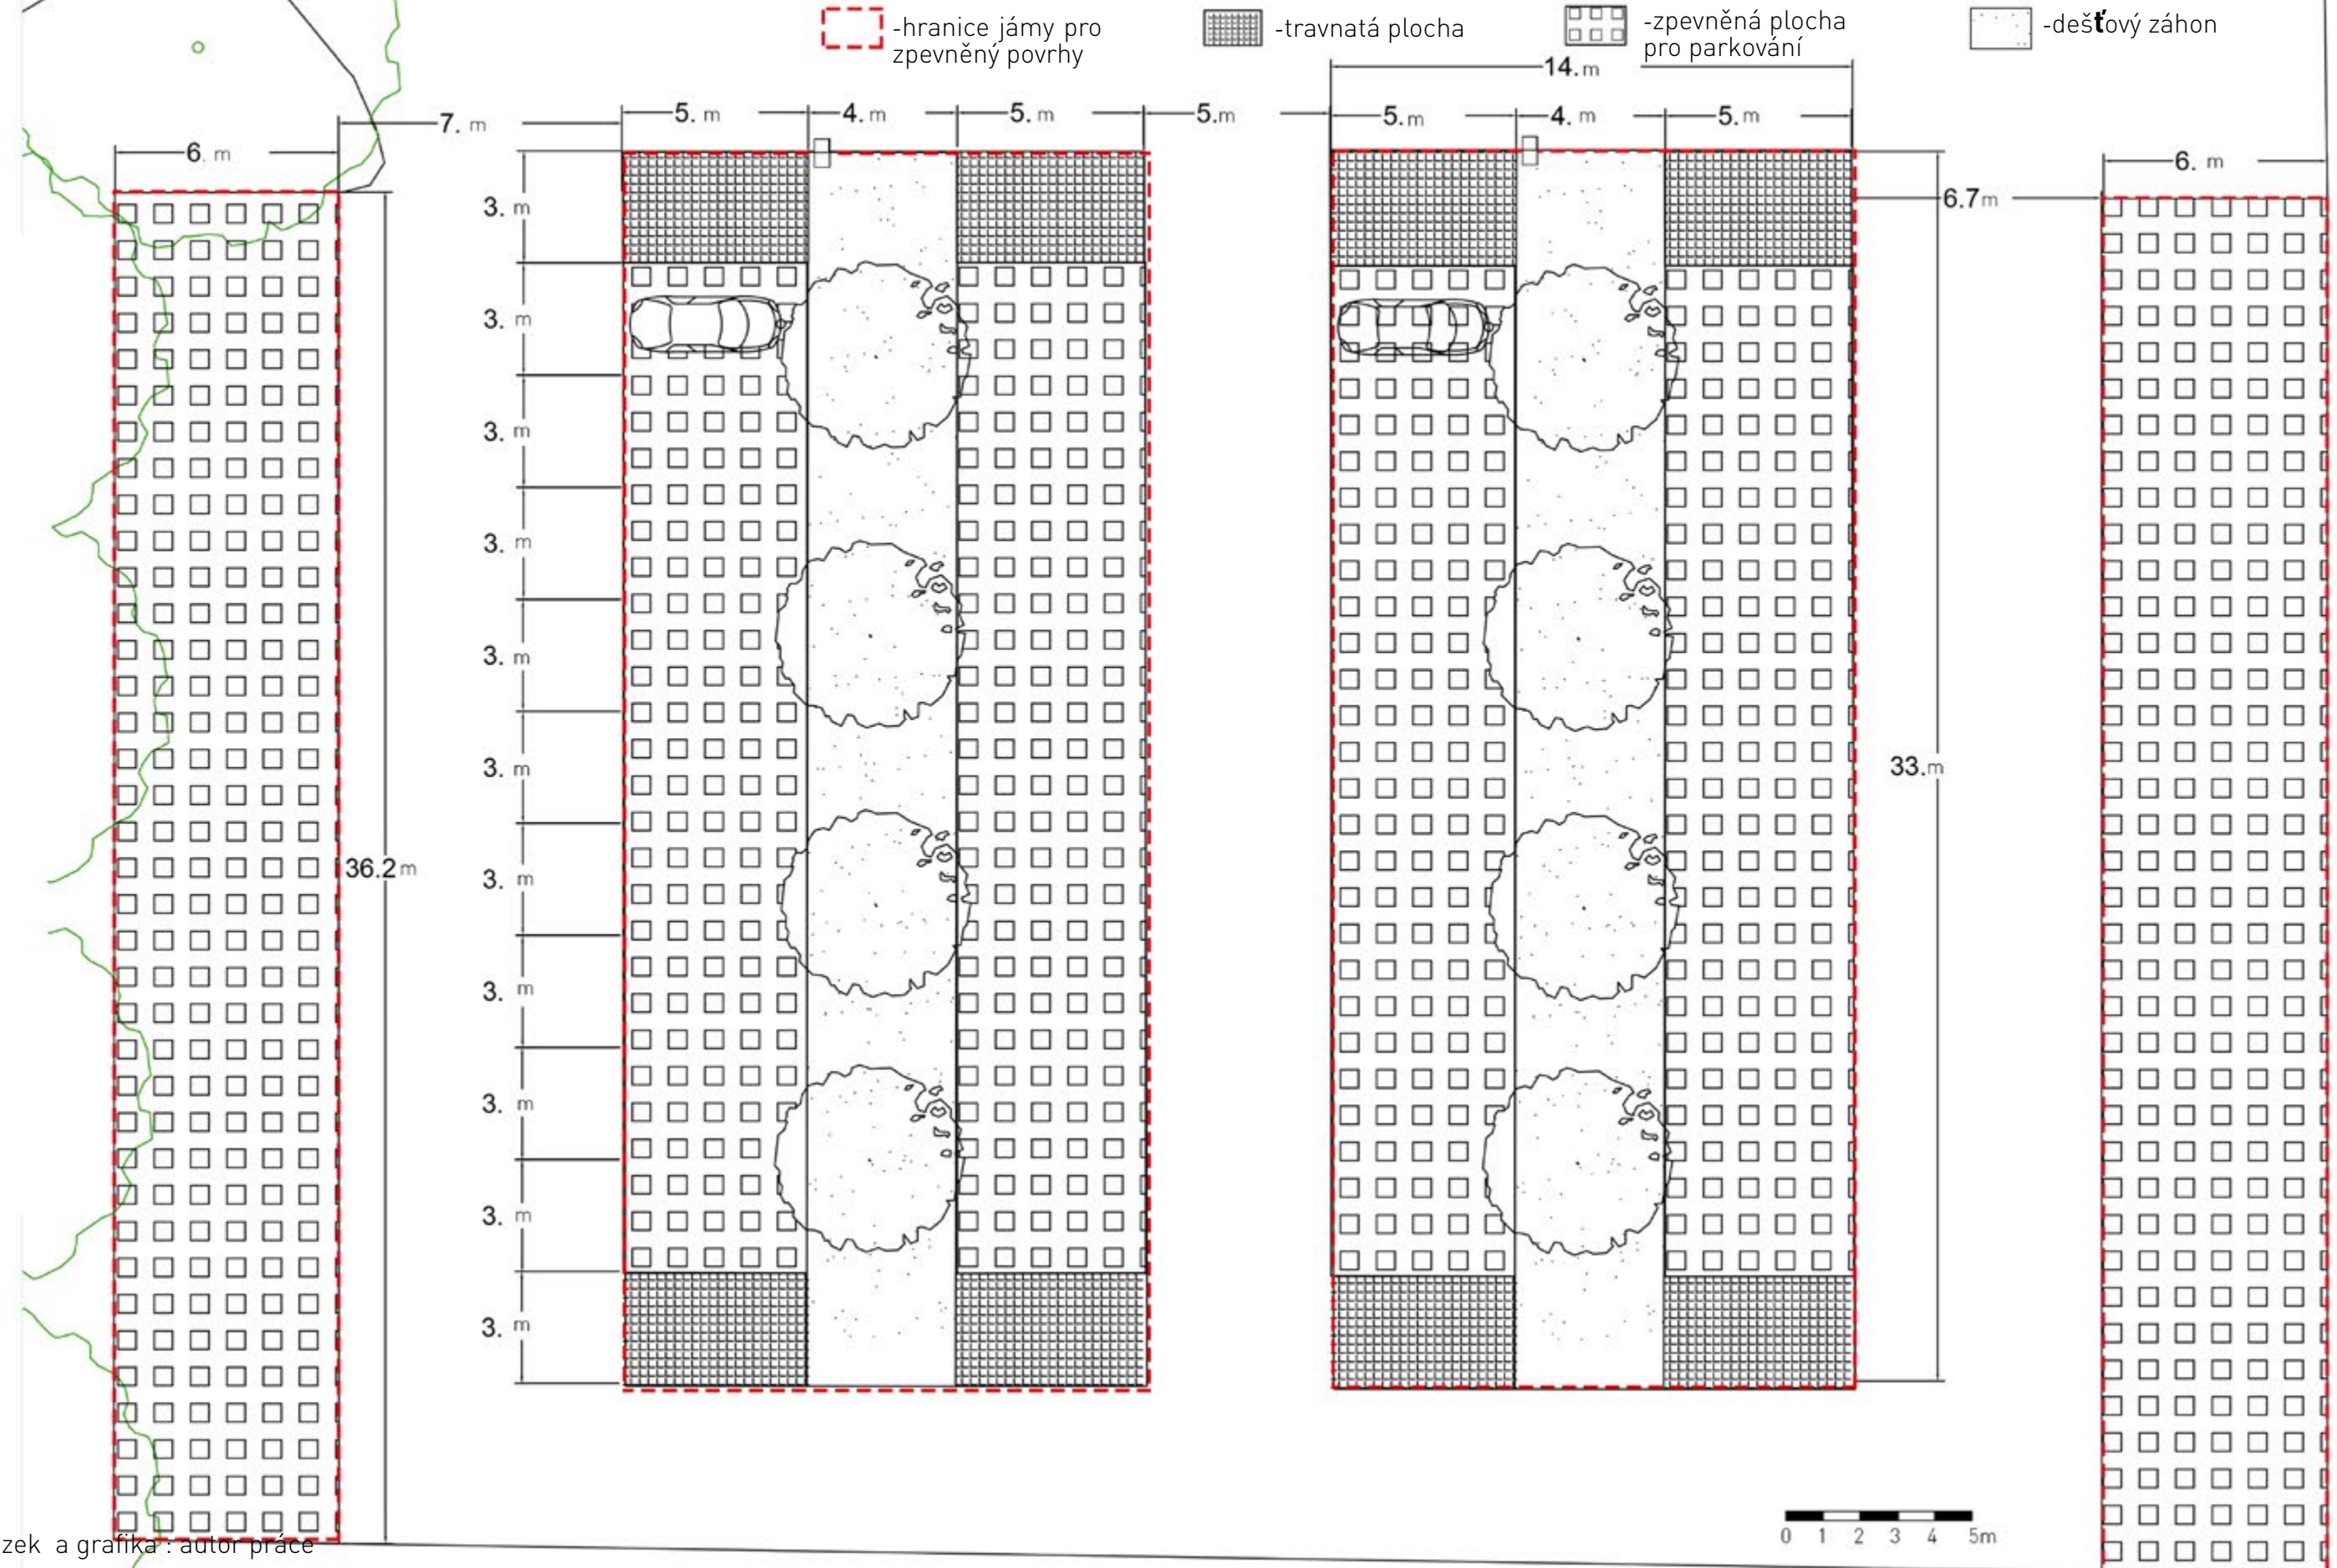 -hranice jámy pro
zpevněný povrhy
-travnatá plocha
-zpevněná plocha
pro parkování
-dešťový záhon
14.m
7. m
5. m
4. m
5. m
5.m
5.m
4. m
5.m
6. m
6. m
6.7m
3. m
3. m
3. m
3. m
3. m
3. m
3. m
3. m
3. m
3. m
3. m
36.2m
33.m
0 1 2 3 4 5m
zek a grafika : autor práce